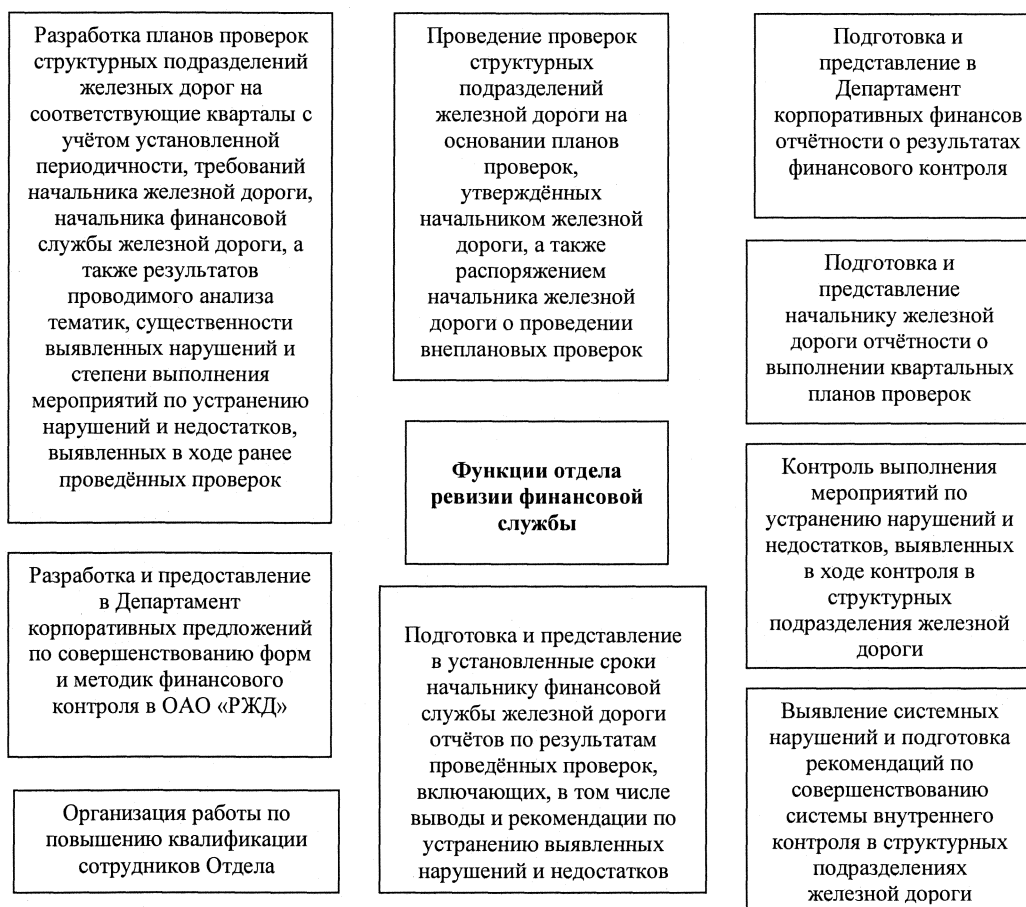 Разработка планов проверок
структурных подразделений
железных дорог на
соответствующие кварталы с
учётом установленной
периодичности, требований
начальника железной дороги,
начальника финансовой
службы железной дороги, а
также результатов
проводимого анализа
тематик, существенности
выявленных нарушений и
степени выполнения
мероприятий по устранению
нарушений и недостатков,
выявленных в ходе ранее
проведённых проверок
Разработка и предоставление
в Департамент
корпоративных предложений
по совершенствованию форм
и методик финансового
контроля в ОАО «РЖД»
Организация работы по
повышению квалификации
сотрудников Отдела
Проведение проверок
структурных
подразделений
железной дороги на
основании планов
проверок,
утверждённых
начальником железной
дороги, а также
распоряжением
начальника железной
дороги о проведении
внеплановых проверок
Функции отдела
ревизии финансовой
службы
Подготовка и представление
в установленные сроки
начальнику финансовой
службы железной дороги
отчётов по результатам
проведённых проверок,
включающих, в том числе
выводы и рекомендации по
устранению выявленных
нарушений и недостатков
Подготовка и
представление в
Департамент
корпоративных финансов
отчётности о результатах
финансового контроля
Подготовка и
представление
начальнику железной
дороги отчётности о
выполнении квартальных
планов проверок
Контроль выполнения
мероприятий по
устранению нарушений и
недостатков, выявленных
в ходе контроля в
структурных
подразделения железной
дороги
Выявление системных
нарушений и подготовка
рекомендаций по
совершенствованию
системы внутреннего
контроля в структурных
подразделениях
железной дороги